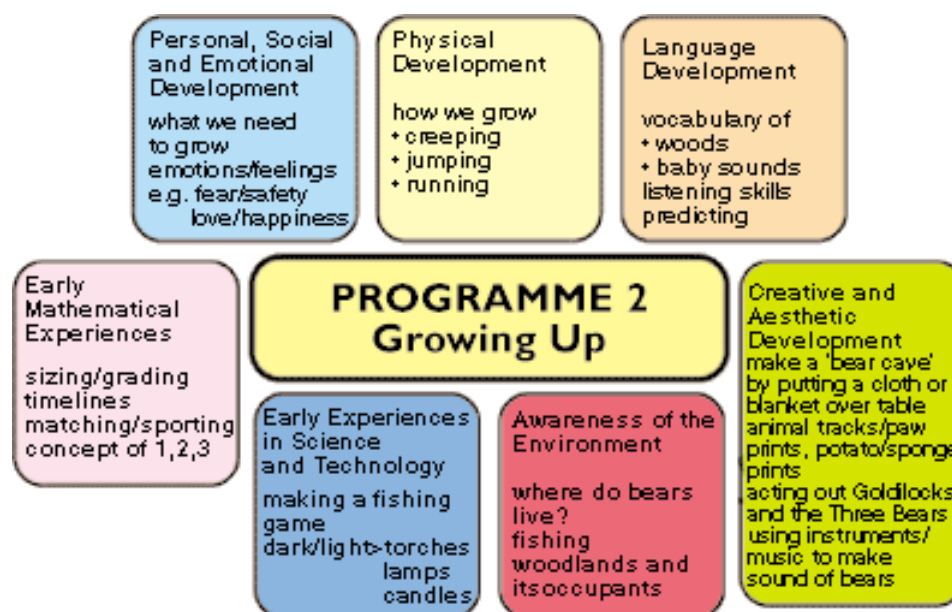 Personal, Social
and Emotional
Development
what we need
to grow
emotions/feelings
e.g. fear/safety
love/happiness
Physical
Development
how we grow
• creeping
• jumping
• running
Language
Development
vocabulary of
• woods
• baby sounds
listening skills
predicting
Early
Mathematical
Experiences
sizing/grading
timelines
matching/sporting
concept of 1,2,3
PROGRAMME 2
Growing Up
Creative and
Aesthetic
Development
make a 'bear cave'
by putting a cloth or
blanket over table
animal tracks/paw
prints, potato/sponge
prints
acting out Goldilocks
and the Three Bears
using instruments/
music to make
sound of bears
Early Experiences
in Science
and Technology
making a fishing
game
dark/light>torches
lamps
candles
Awareness of the
Environment
where do bears
live?
fishing
woodlands and
itsoccupants